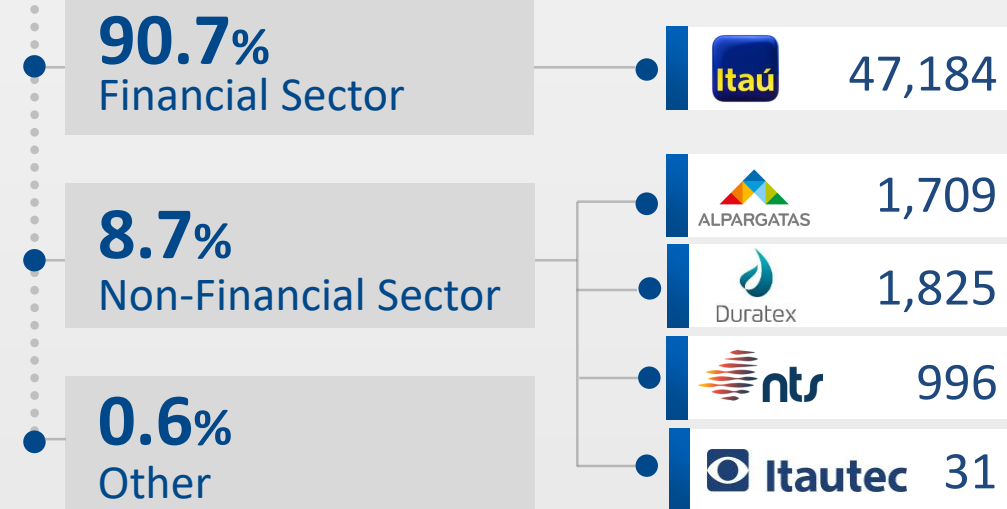 90.7%
Financial Sector
Itaú 47,184
8.7%
Non-Financial Sector
ALPARGATAS 1,709
Duratex 1,825
nts 996
Itautec 31
0.6%
Other